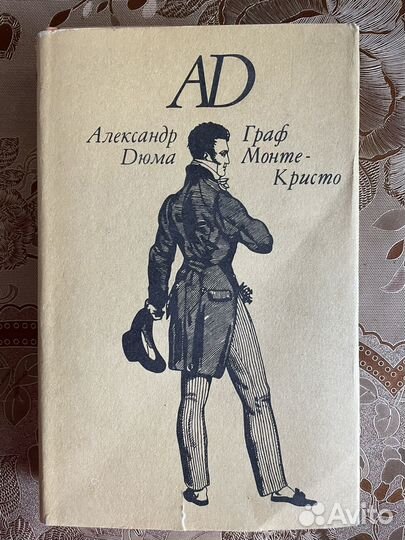 AD
Александр
Дюма
Граф
Монте-
Кристо
Avito